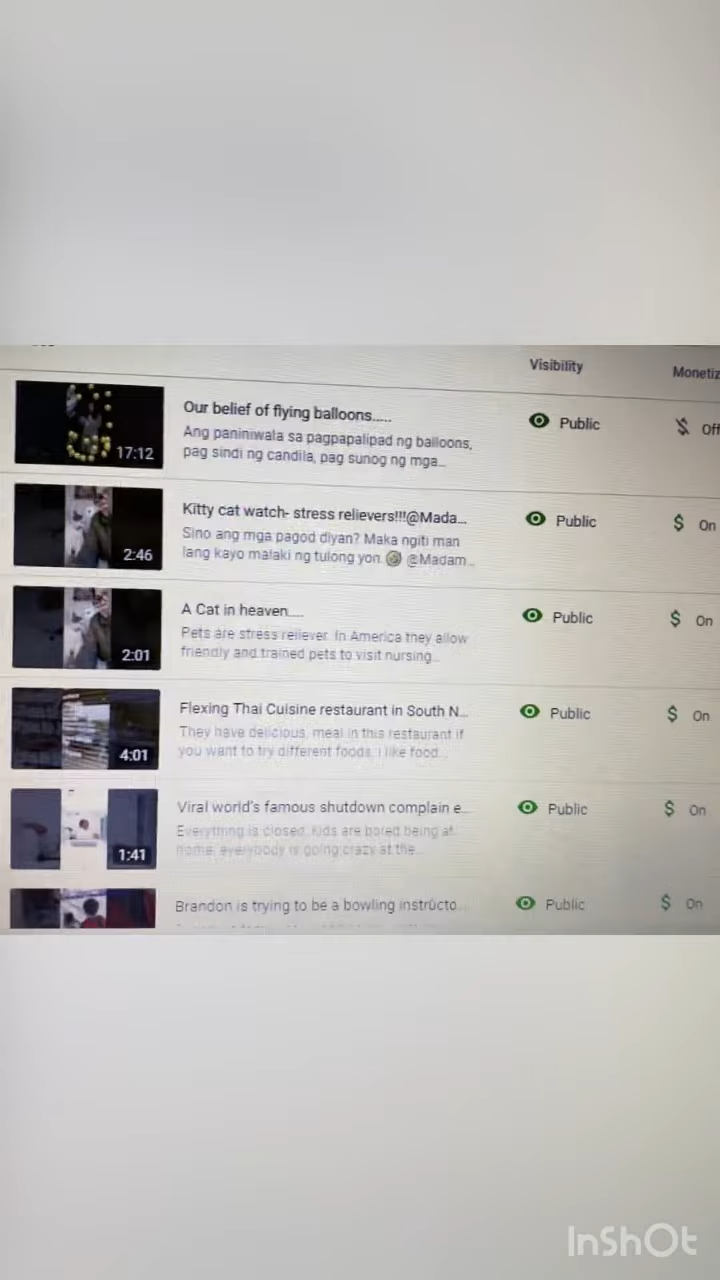 Visibility
Monetiz
17:12
Our belief of flying balloons.....
Ang paniniwala sa pagpapalipad ng balloons,
pag sindi ng candila, pag sunog ng mga...
Public
Off
2:46
Kitty cat watch- stress relievers!!!@Mada...
Sino ang mga pagod diyan? Maka ngiti man
lang kayo malaki ng tulong yon. @Madam...
Public
$ On
2:01
A Cat in heaven....
Pets are stress reliever. In America they allow
friendly and trained pets to visit nursing...
Public
$ On
4:01
Flexing Thai Cuisine restaurant in South N...
They have delicious, meal in this restaurant if
you want to try different foods. I like food...
Public
$ On
1:41
Viral world's famous shutdown complain e...
Everything is closed, kids are bored being at
home, everybody is going crazy at the...
Public
$ On
Brandon is trying to be a bowling instructo...
Public
$ On
InShOt